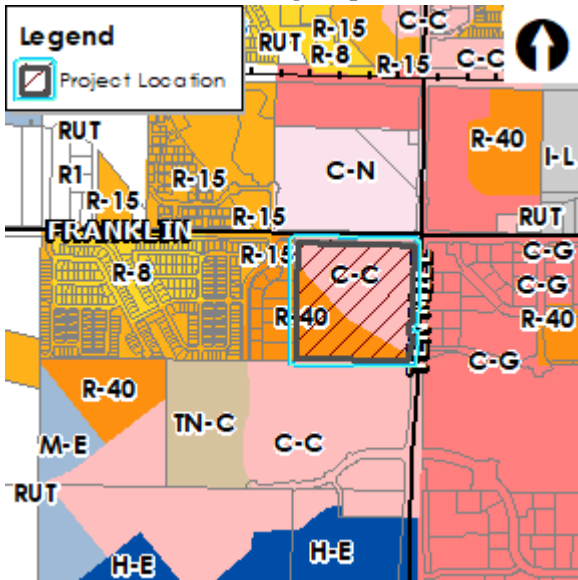 C-C
R-15
RUT
R-8
R-15
C-C
Legend
Project Location
RUT
R1
R-15
R-15
R-15
C-N
R-40
I-L
RUT
FRANKLIN
R-15
R-8
C-C
R-40
C-G
C-G
R-40
C-G
R-40
TN-C
C-C
M-E
RUT
H-E
H-E